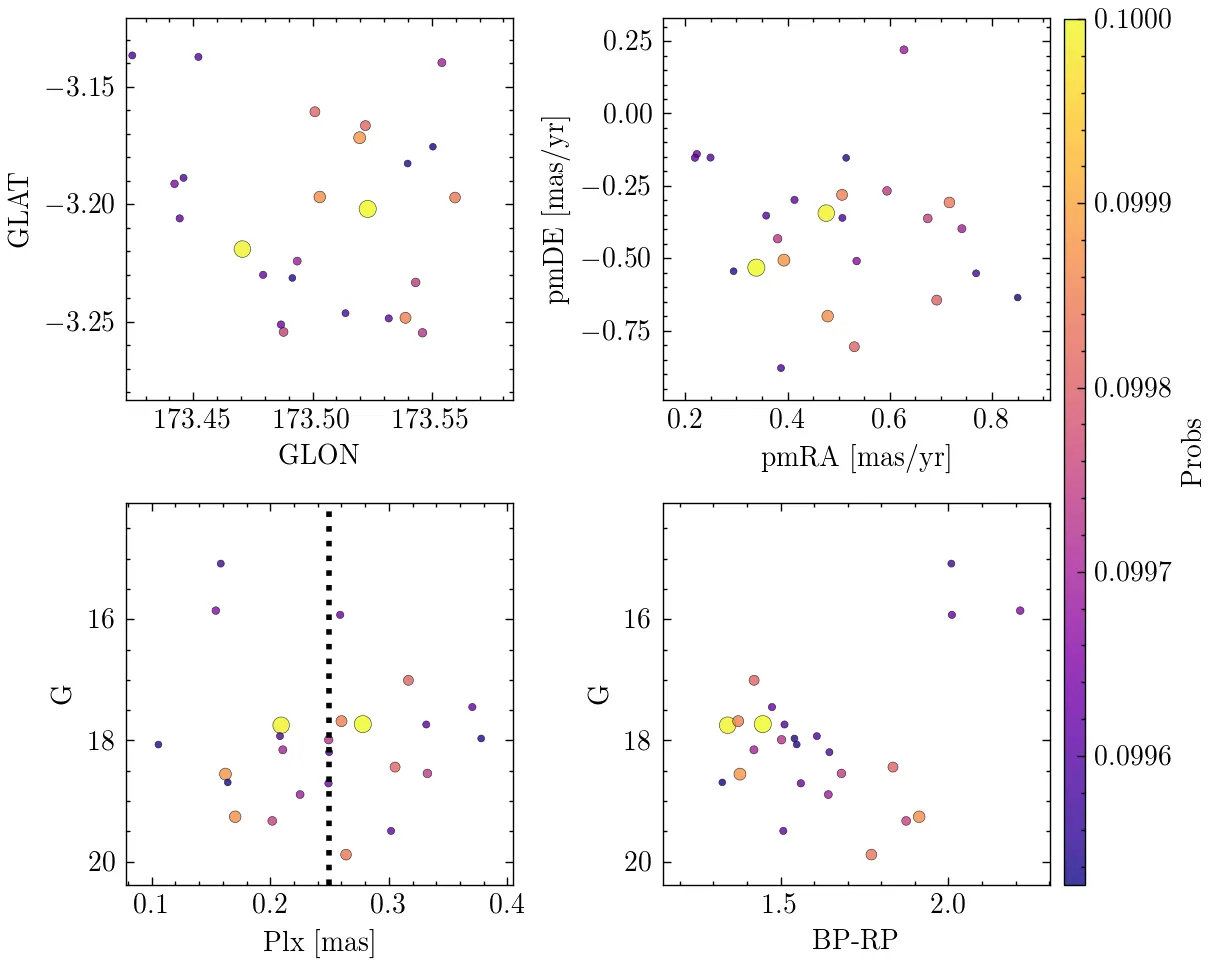 −3.15
−3.20
−3.25
GLAT
173.45 173.50 173.55
GLON
0.25
0.00
−0.25
−0.50
−0.75
pmDE [mas/yr]
0.2 0.4 0.6 0.8
pmRA [mas/yr]
16
18
20
G
0.1 0.2 0.3 0.4
Plx [mas]
16
18
20
G
1.5 2.0
BP-RP
0.1000
0.0999
0.0998
0.0997
0.0996
Probs